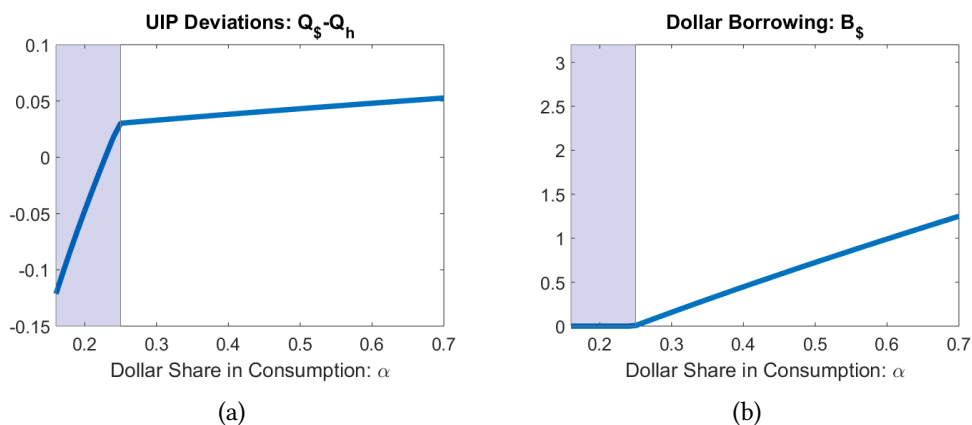 UIP Deviations: Q$-Qh
0.1
0.05
0
-0.05
-0.1
-0.15
0.2 0.3 0.4 0.5 0.6 0.7
Dollar Share in Consumption: α
(a)
Dollar Borrowing: B$
3
2.5
2
1.5
1
0.5
0
0.2 0.3 0.4 0.5 0.6 0.7
Dollar Share in Consumption: α
(b)